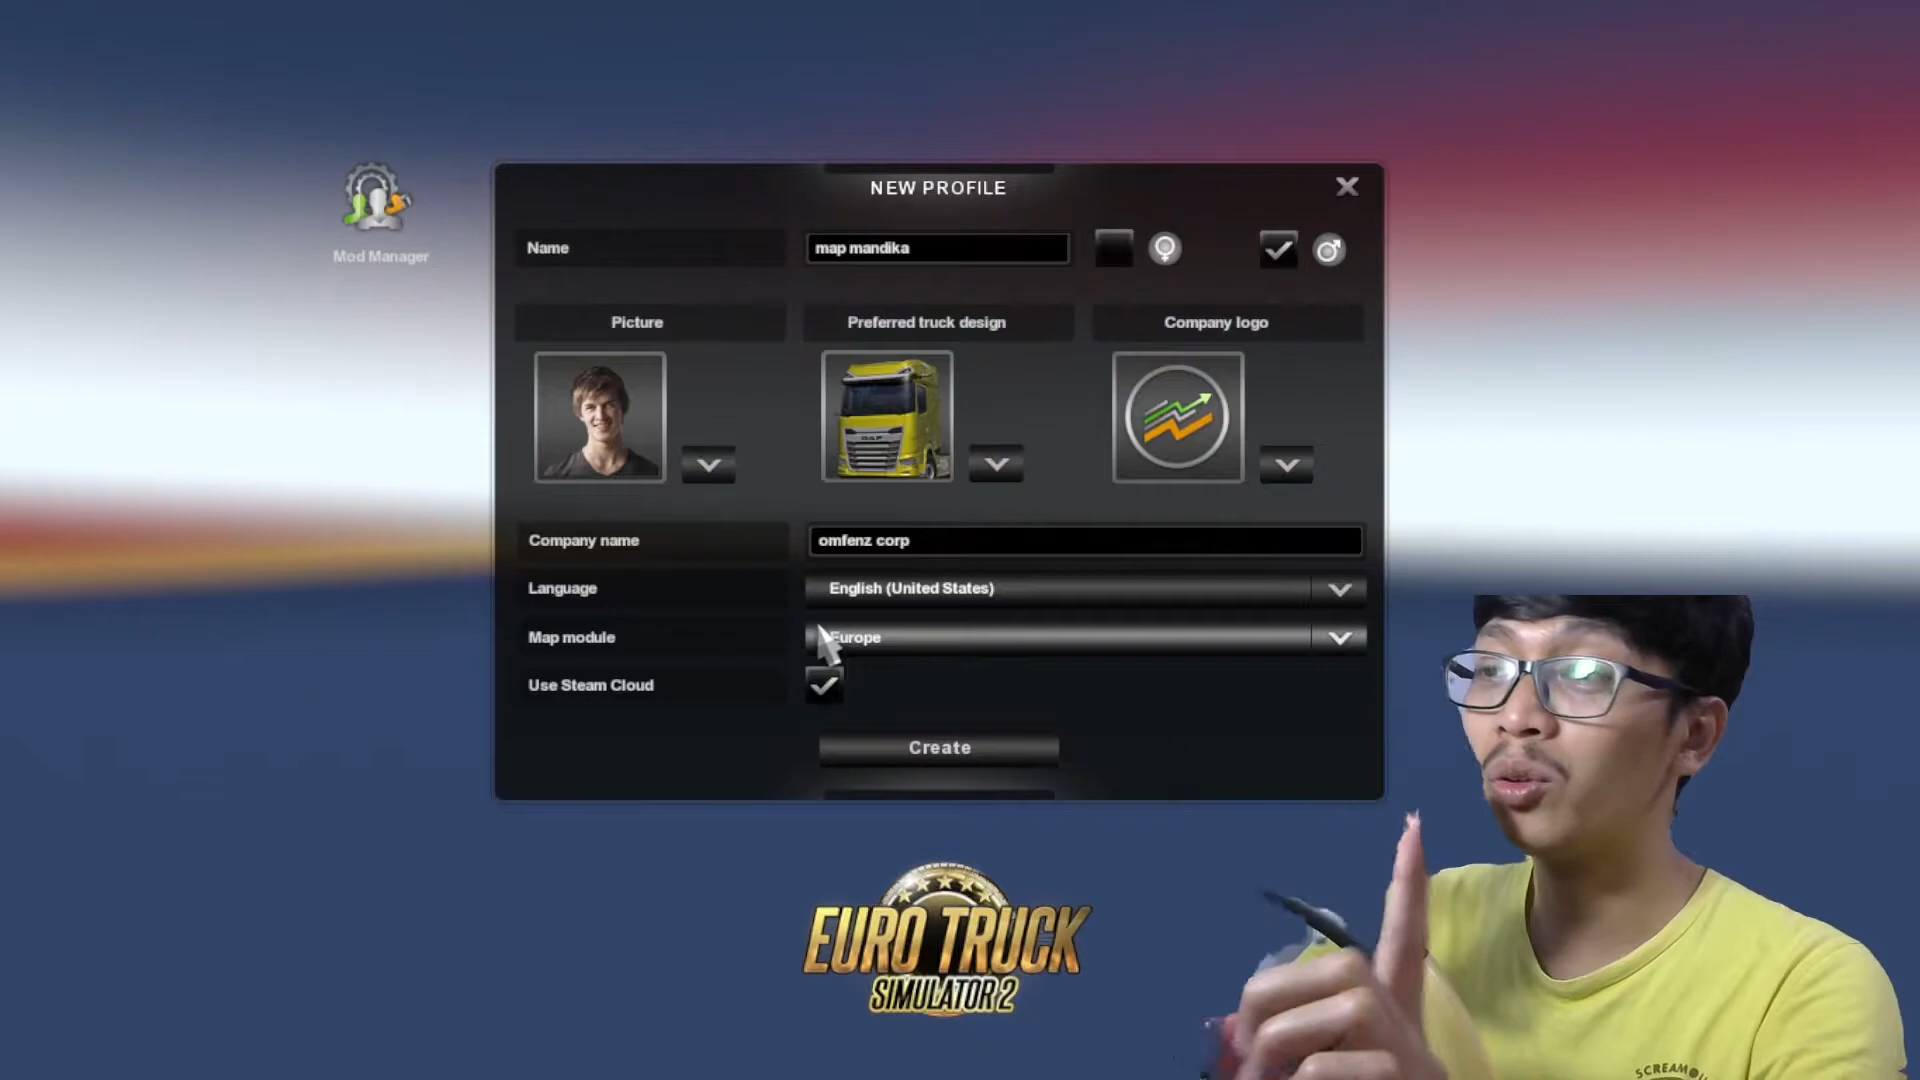 NEW PROFILE
Mod Manager
Name
map mandika
Picture
Preferred truck design
Company logo
DAF
Company name
omfenz corp
Language
English (United States)
Map module
Europe
Use Steam Cloud
Create
EURO TRUCK
SIMULATOR 2